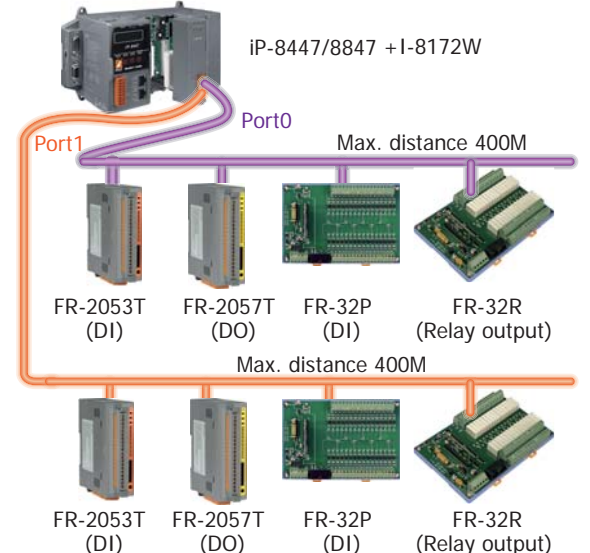 iP-8447/8847 +I-8172W
Port0
Port1
Max. distance 400M
FR-2053T FR-2057T FR-32P FR-32R
(DI) (DO) (DI) (Relay output)
Max. distance 400M
FR-2053T FR-2057T FR-32P FR-32R
(DI) (DO) (DI) (Relay output)